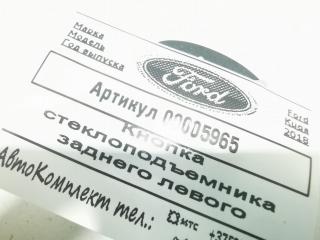 Марка
Модель
Год выпуска
Ford
Ford
Kuga
2018
Артикул 00005965
Кнопка
стеклоподъемника
заднего левого
АвтоКомплект тел.:
МТС